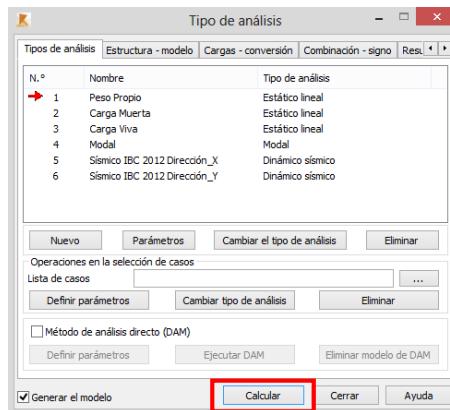 Tipo de análisis
Tipos de análisis Estructura - modelo Cargas - conversión Combinación - signo Resu
N.º Nombre Tipo de análisis
1 Peso Propio Estático lineal
2 Carga Muerta Estático lineal
3 Carga Viva Estático lineal
4 Modal Modal
5 Sísmico IBC 2012 Dirección_X Dinámico sísmico
6 Sísmico IBC 2012 Dirección_Y Dinámico sísmico
Nuevo Parámetros Cambiar el tipo de análisis Eliminar
Operaciones en la selección de casos
Lista de casos ...
Definir parámetros Cambiar tipo de análisis Eliminar
Método de análisis directo (DAM)
Definir parámetros Ejecutar DAM Eliminar modelo de DAM
Generar el modelo Calcular Cerrar Ayuda